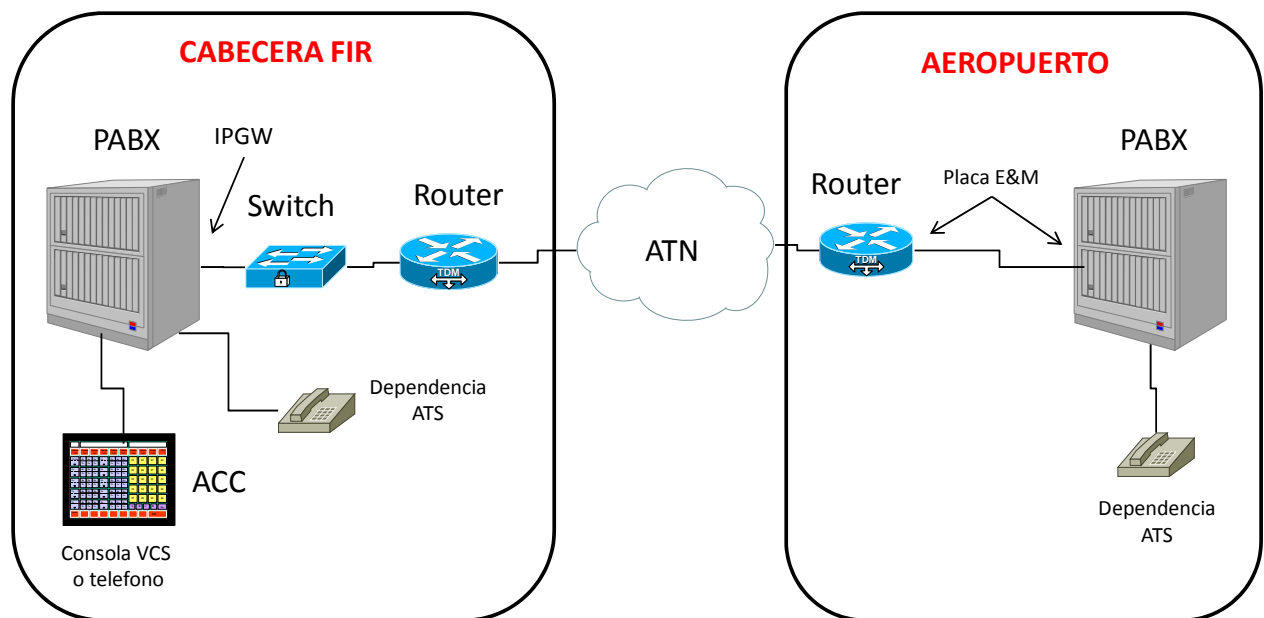 CABECERA FIR
PABX
IPGW
Switch
Router
TDM
Dependencia
ATS
ACC
Consola VCS
o telefono
ATN
AEROPUERTO
Router
TDM
Placa E&M
PABX
Dependencia
ATS